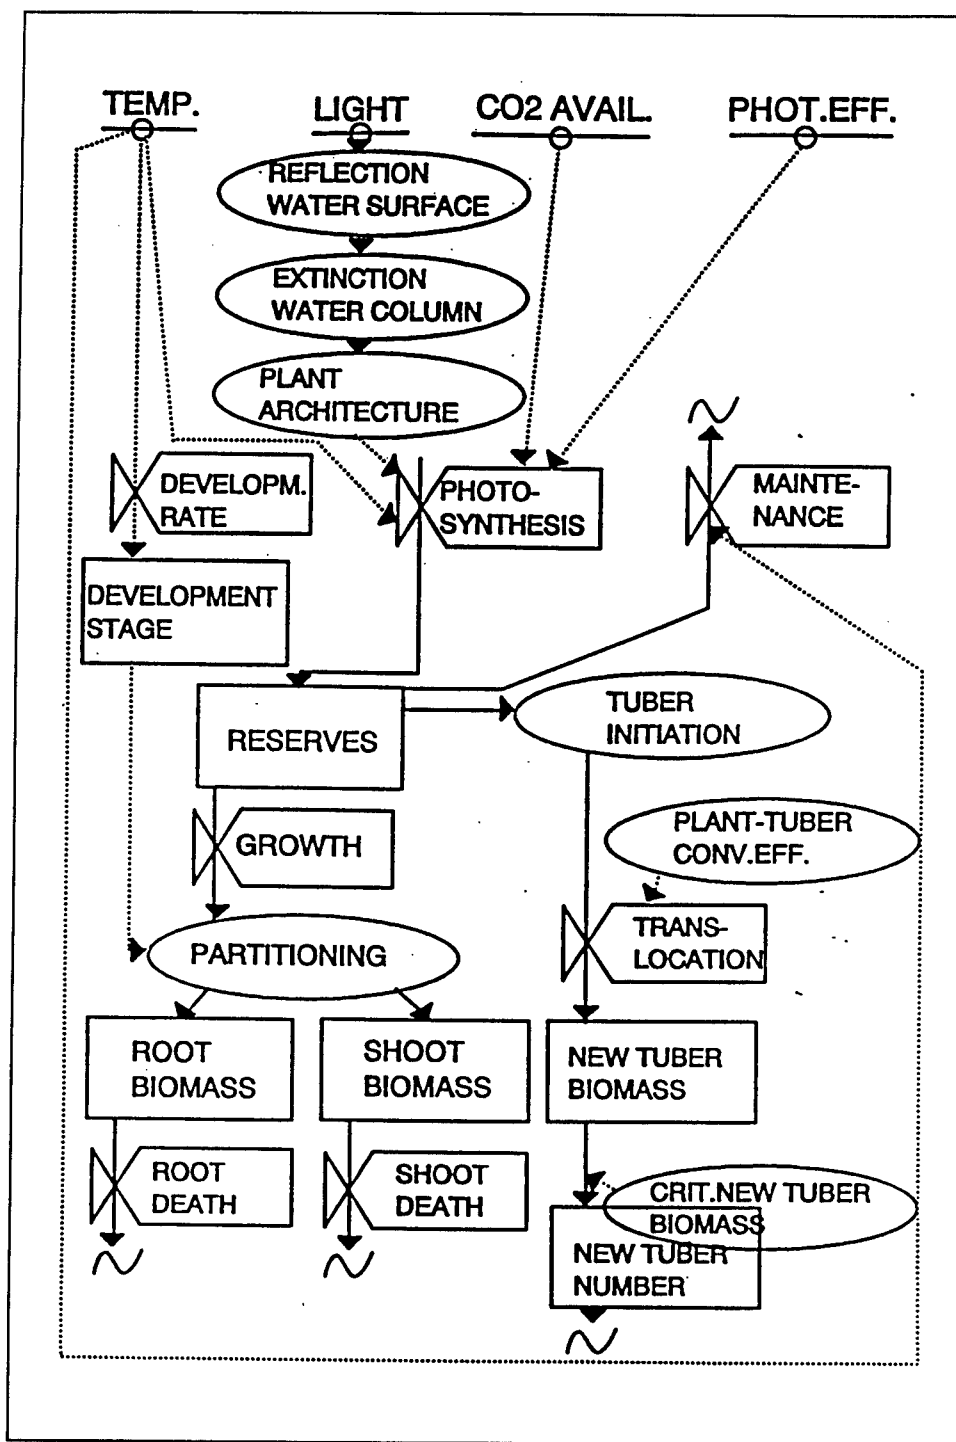 TEMP.
LIGHT
CO2 AVAIL.
PHOT.EFF.
REFLECTION
WATER SURFACE
EXTINCTION
WATER COLUMN
PLANT
ARCHITECTURE
DEVELOPM.
RATE
PHOTO-
SYNTHESIS
MAINTE-
NANCE
DEVELOPMENT
STAGE
RESERVES
TUBER
INITIATION
GROWTH
PLANT-TUBER
CONV.EFF.
PARTITIONING
TRANS-
LOCATION
ROOT
BIOMASS
SHOOT
BIOMASS
NEW TUBER
BIOMASS
ROOT
DEATH
SHOOT
DEATH
CRIT.NEW TUBER
BIOMASS
NEW TUBER
NUMBER